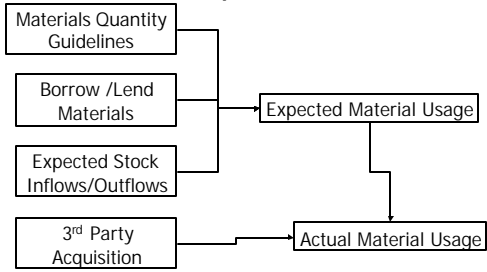 Materials Quantity
Guidelines
Borrow /Lend
Materials
Expected Material Usage
Expected Stock
Inflows/Outflows
3rd Party
Acquisition
Actual Material Usage